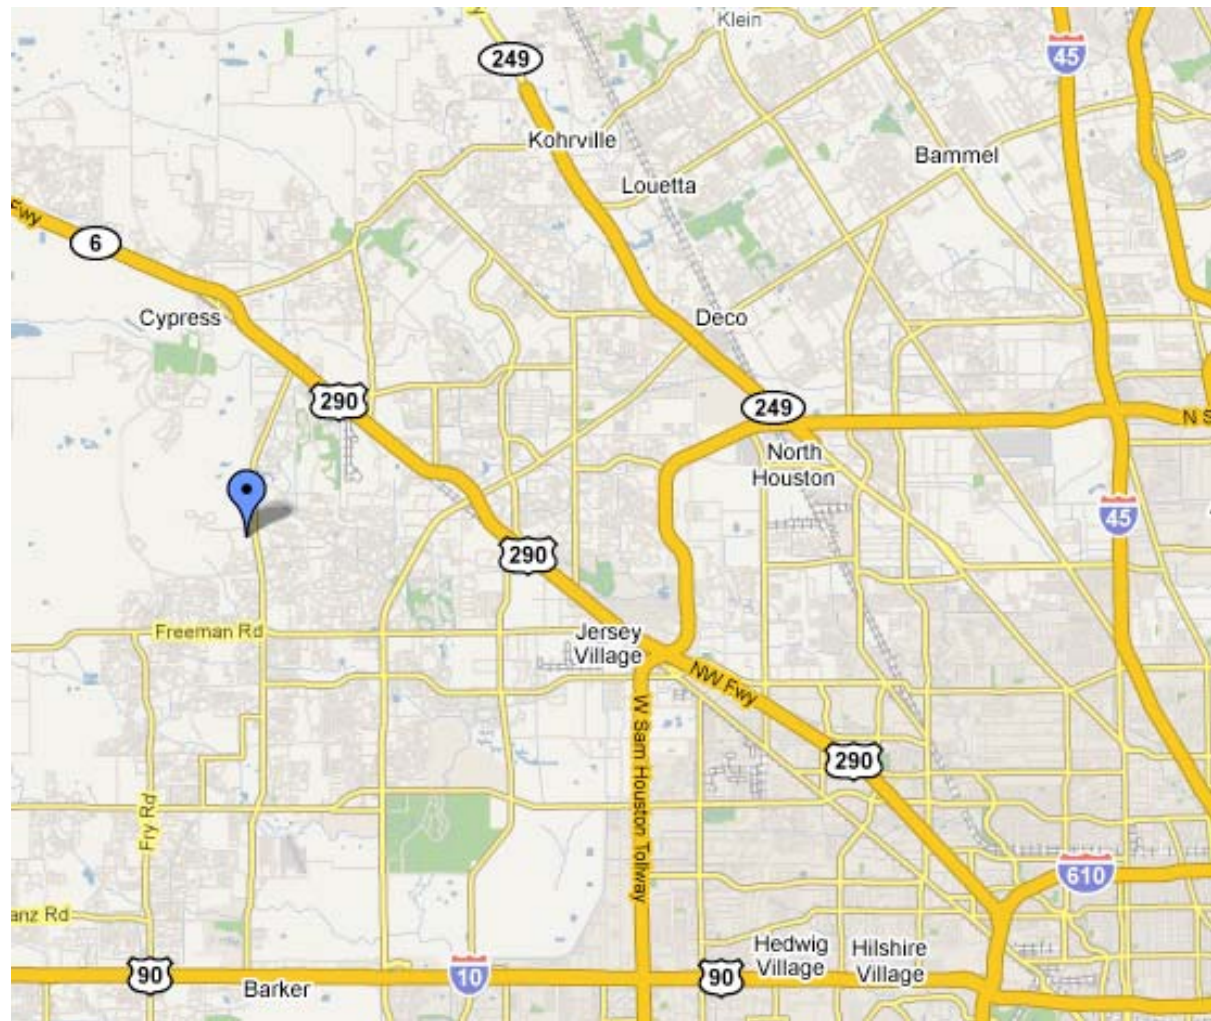 Klein
249
45
Kohrville
Bammel
Louetta
Fwy
6
Cypress
Deco
290
249
N S
North
Houston
45
290
Freeman Rd
Jersey
Village
NW Fwy
W Sam Houston Tollway
290
Fry Rd
610
anz Rd
Hedwig
Village
Hilshire
Village
90
10
90
Barker